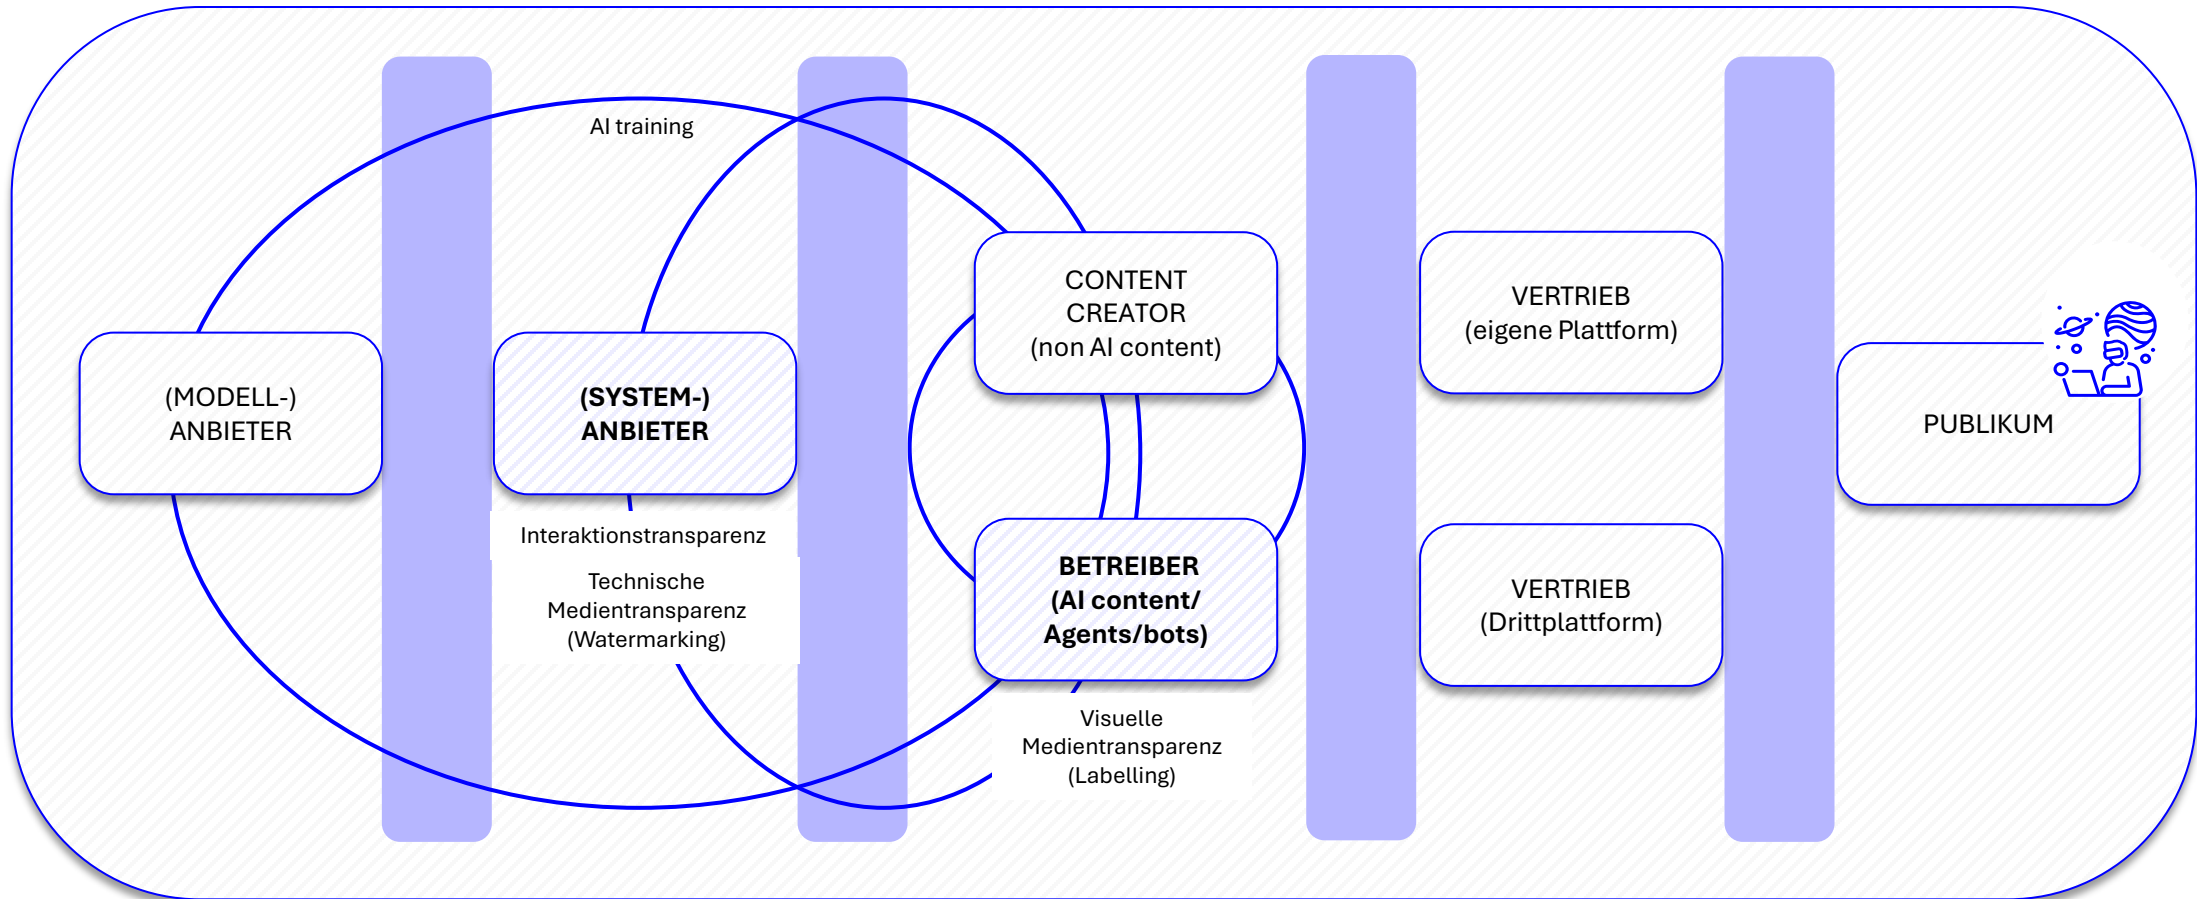 AI training
(MODELL-)
ANBIETER
(SYSTEM-)
ANBIETER
Interaktionstransparenz
Technische
Medientransparenz
(Watermarking)
CONTENT
CREATOR
(non AI content)
BETREIBER
(AI content/
Agents/bots)
Visuelle
Medientransparenz
(Labelling)
VERTRIEB
(eigene Plattform)
VERTRIEB
(Drittplattform)
PUBLIKUM